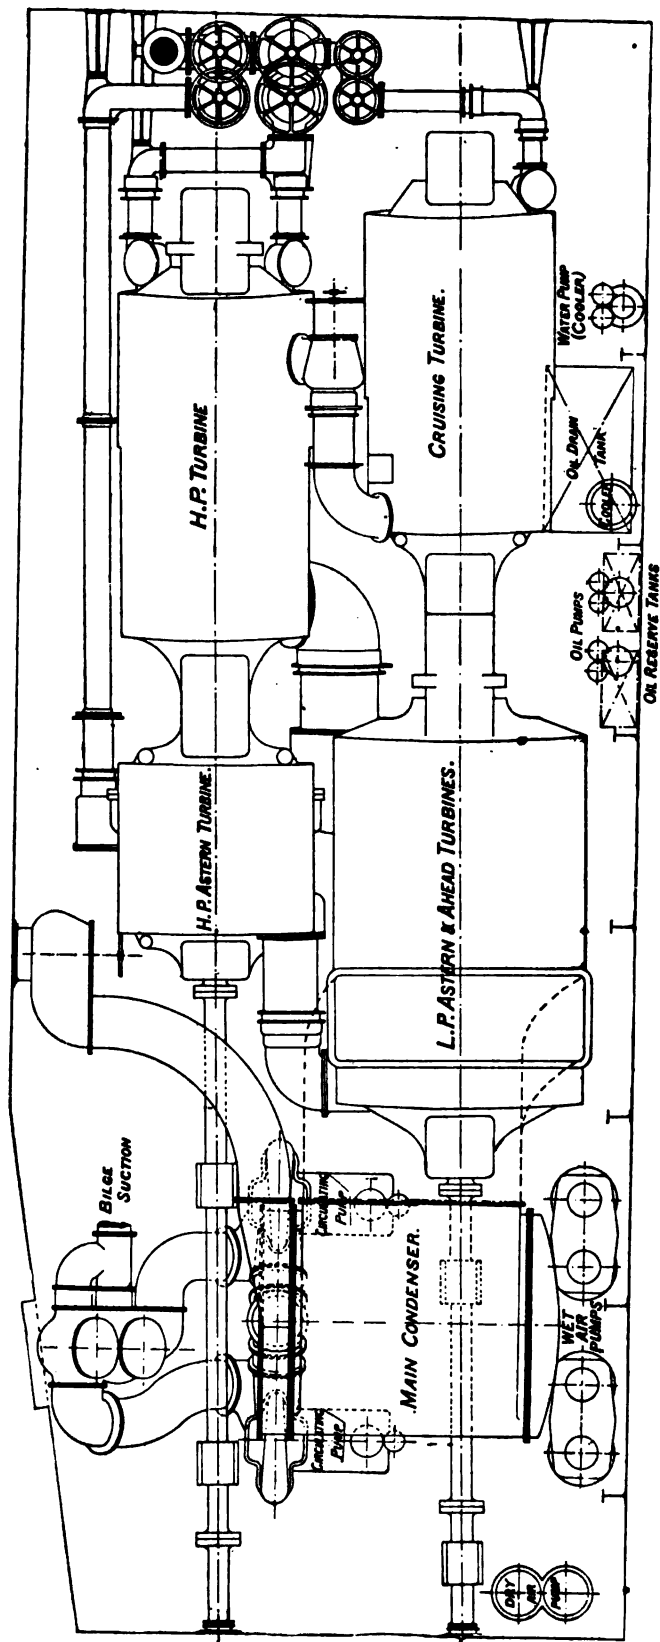 WATER PUMP
(COOLER)
CRUISING TURBINE.
H.P. TURBINE
OIL DRAIN
TANK
COOLER
OIL PUMPS
OIL RESERVE TANKS
H.P. ASTERN TURBINE.
L.P. ASTERN & AHEAD TURBINES.
BILGE
SUCTION
CIRCULATING
PUMP
MAIN CONDENSER.
WET
AIR
PUMPS
CIRCULATING
PUMP
DRY
AIR
PUMP